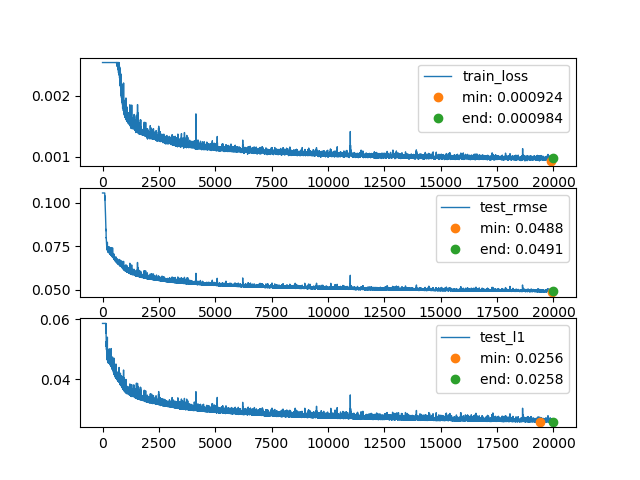 train_loss
min: 0.000924
end: 0.000984
0.002
0.001
0 2500 5000 7500 10000 12500 15000 17500 20000
test_rmse
min: 0.0488
end: 0.0491
0.100
0.075
0.050
0 2500 5000 7500 10000 12500 15000 17500 20000
test_l1
min: 0.0256
end: 0.0258
0.06
0.04
0 2500 5000 7500 10000 12500 15000 17500 20000